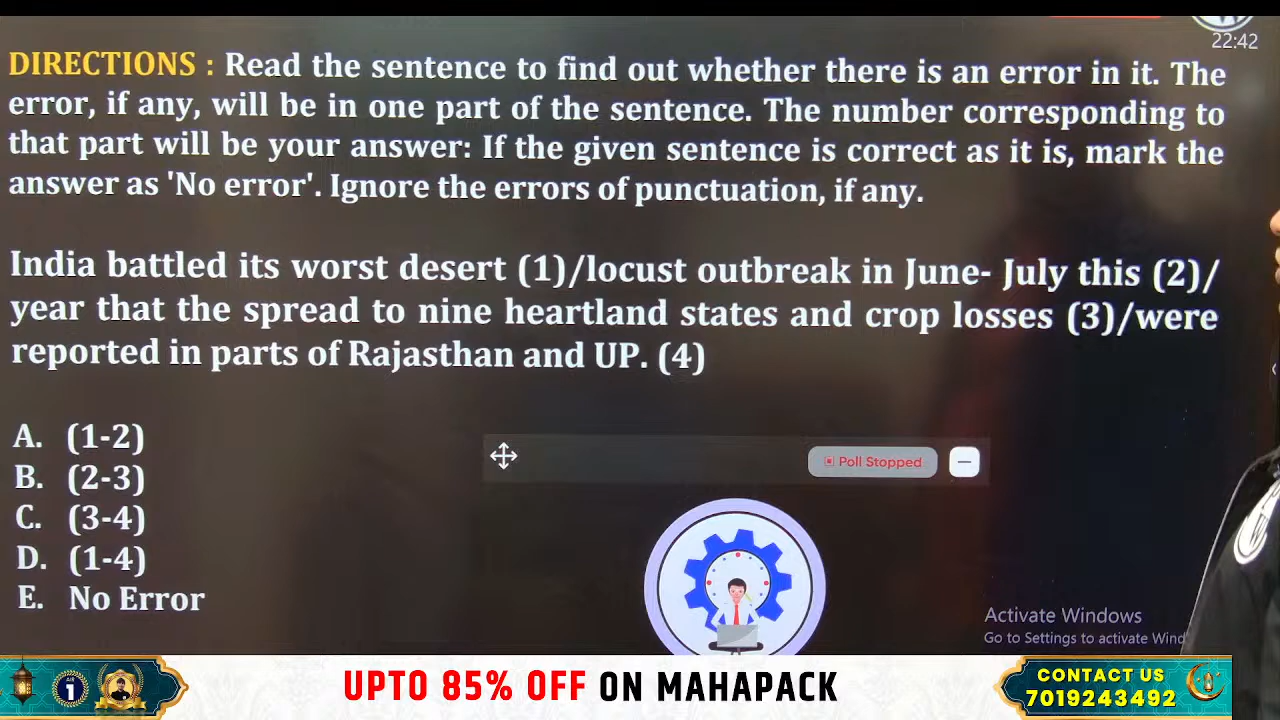 22:42
DIRECTIONS : Read the sentence to find out whether there is an error in it. The
error, if any, will be in one part of the sentence. The number corresponding to
that part will be your answer: If the given sentence is correct as it is, mark the
answer as 'No error'. Ignore the errors of punctuation, if any.
India battled its worst desert (1)/locust outbreak in June- July this (2)/
year that the spread to nine heartland states and crop losses (3)/were
reported in parts of Rajasthan and UP. (4)
A. (1-2)
B. (2-3)
C. (3-4)
D. (1-4)
E. No Error
Poll Stopped
Activate Windows
Go to Settings to activate Wind
1
UPTO 85% OFF ON MAHAPACK
CONTACT US
7019243492